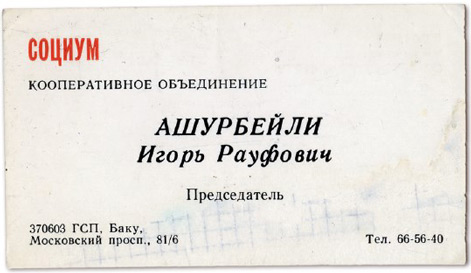 СОЦИУМ
КООПЕРАТИВНОЕ ОБЪЕДИНЕНИЕ
АШУРБЕЙЛИ
Игорь Рауфович
Председатель
370603 ГСП, Баку,
Московский просп., 81/6
Тел. 66-56-40